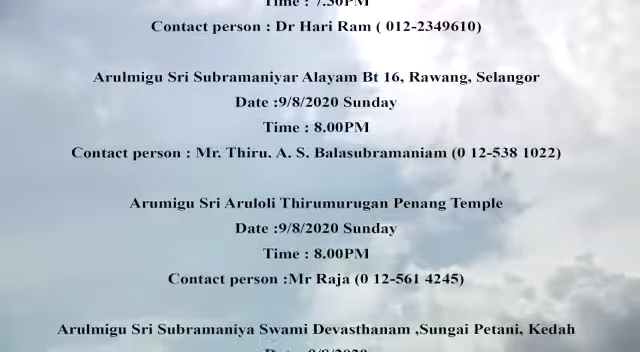 Time : 7.30PM
Contact person : Dr Hari Ram ( 012-2349610)
Arulmigu Sri Subramaniyar Alayam Bt 16, Rawang, Selangor
Date :9/8/2020 Sunday
Time : 8.00PM
Contact person : Mr. Thiru. A. S. Balasubramaniam (0 12-538 1022)
Arumigu Sri Aruloli Thirumurugan Penang Temple
Date :9/8/2020 Sunday
Time : 8.00PM
Contact person :Mr Raja (0 12-561 4245)
Arulmigu Sri Subramaniya Swami Devasthanam ,Sungai Petani, Kedah